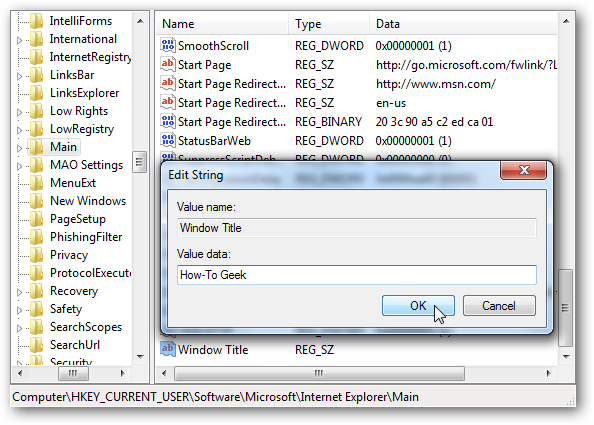 IntelliForms
International
InternetRegistry
LinksBar
LinksExplorer
Low Rights
LowRegistry
Main
MAO Settings
MenuExt
New Windows
PageSetup
PhishingFilter
Privacy
ProtocolExecute
Recovery
Safety
SearchScopes
SearchUrl
Security
Name Type Data
SmoothScroll REG_DWORD 0x00000001 (1)
Start Page REG_SZ http://go.microsoft.com/fwlink/?L
Start Page Redirect... REG_SZ http://www.msn.com/
Start Page Redirect... REG_SZ en-us
Start Page Redirect... REG_BINARY 20 3c 90 a5 c2 ed ca 01
StatusBarWeb REG_DWORD 0x00000001 (1)
Edit String
Value name:
Window Title
Value data:
How-To Geek
OK Cancel
Window Title REG_SZ
Computer\HKEY_CURRENT_USER\Software\Microsoft\Internet Explorer\Main